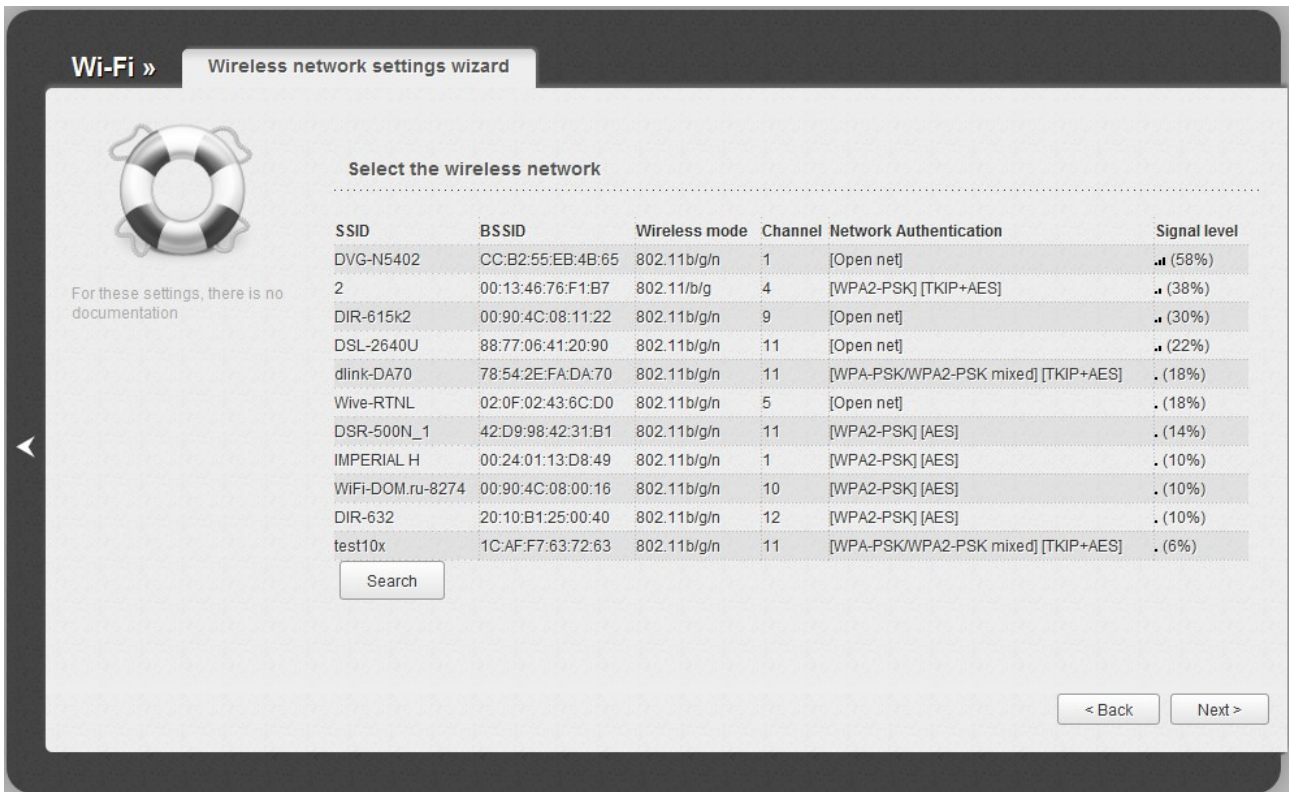 Wi-Fi » Wireless network settings wizard
Select the wireless network
For these settings, there is no
documentation
SSID BSSID Wireless mode Channel Network Authentication Signal level
DVG-N5402 CC:B2:55:EB:4B:65 802.11b/g/n 1 [Open net] (58%)
2 00:13:46:76:F1:B7 802.11/b/g 4 [WPA2-PSK] [TKIP+AES] (38%)
DIR-615k2 00:90:4C:08:11:22 802.11b/g/n 9 [Open net] (30%)
DSL-2640U 88:77:06:41:20:90 802.11b/g/n 11 [Open net] (22%)
dlink-DA70 78:54:2E:FA:DA:70 802.11b/g/n 11 [WPA-PSK/WPA2-PSK mixed] [TKIP+AES] (18%)
Wive-RTNL 02:0F:02:43:6C:D0 802.11b/g/n 5 [Open net] (18%)
DSR-500N_1 42:D9:98:42:31:B1 802.11b/g/n 11 [WPA2-PSK] [AES] (14%)
IMPERIAL H 00:24:01:13:D8:49 802.11b/g/n 1 [WPA2-PSK] [AES] (10%)
WiFi-DOM.ru-8274 00:90:4C:08:00:16 802.11b/g/n 10 [WPA2-PSK] [AES] (10%)
DIR-632 20:10:B1:25:00:40 802.11b/g/n 12 [WPA2-PSK] [AES] (10%)
test10x 1C:AF:F7:63:72:63 802.11b/g/n 11 [WPA-PSK/WPA2-PSK mixed] [TKIP+AES] (6%)
Search
< Back Next >